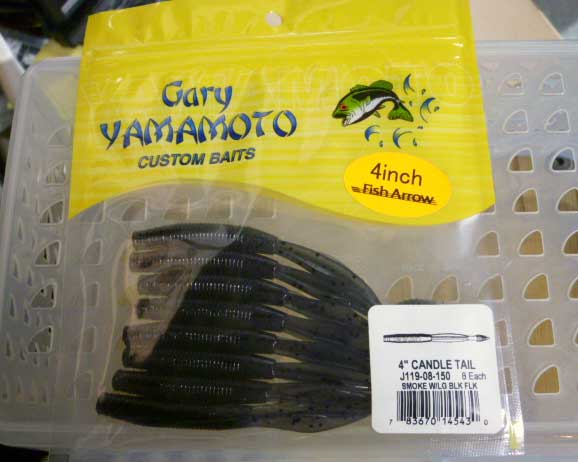 Gary
YAMAMOTO
CUSTOM BAITS
4inch
Fish Arrow
4" CANDLE TAIL
J119-08-150 8 Each
SMOKE W/LG BLK FLK
7 83670 14543 0